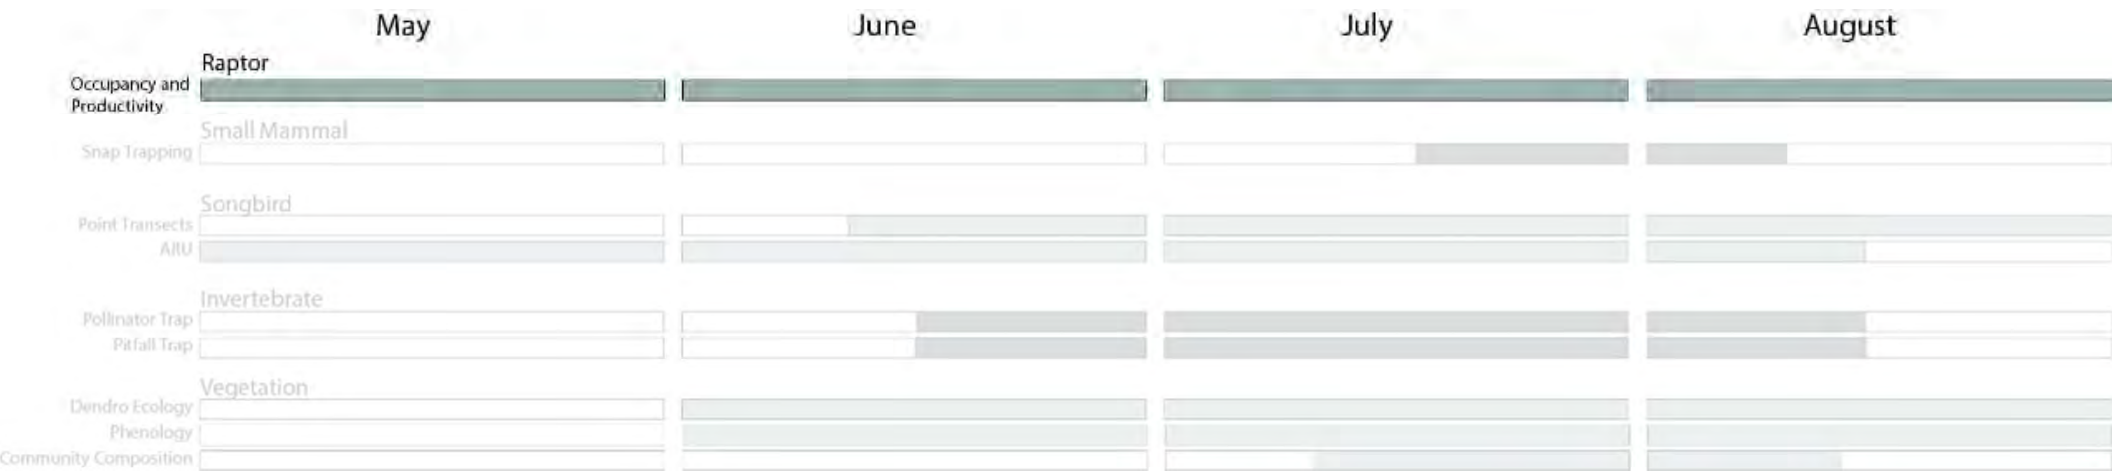 May June July August
Raptor
Occupancy and
Productivity
Small Mammal
Snap Trapping
Songbird
Point Transects
ARU
Invertebrate
Pollinator Trap
Pitfall Trap
Vegetation
Dendro Ecology
Phenology
Community Composition